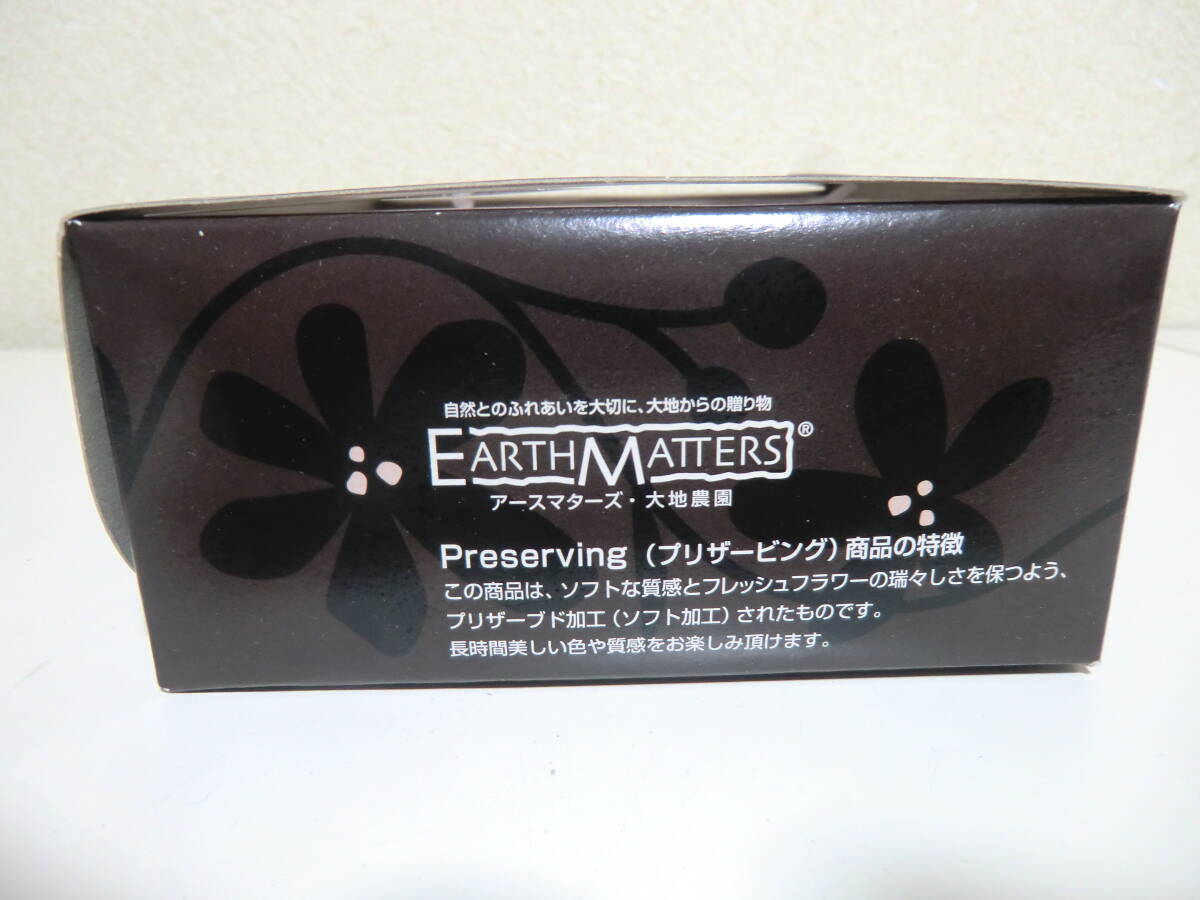 自然とのふれあいを大切に、大地からの贈り物
EARTHMATTERS®
アースマターズ・大地農園
Preserving（プリザービング）商品の特徴
この商品は、ソフトな質感とフレッシュフラワーの瑞々しさを保つよう、
プリザーブド加工（ソフト加工）されたものです。
長時間美しい色や質感をお楽しみ頂けます。